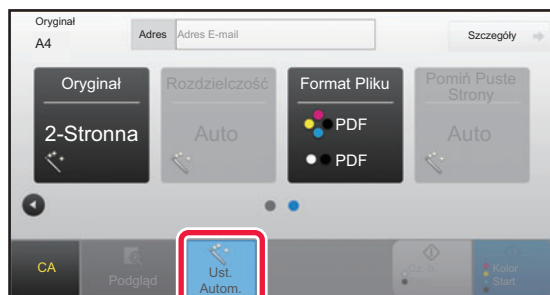 Oryginał
A4
Adres Adres E-mail
Szczegóły
Oryginał
2-Stronna
Rozdzielczość
Auto
Format Pliku
PDF
PDF
Pomiń Puste
Strony
Auto
CA
Podgląd
Ust.
Autom.
Cz.-b.
Kolor
Start